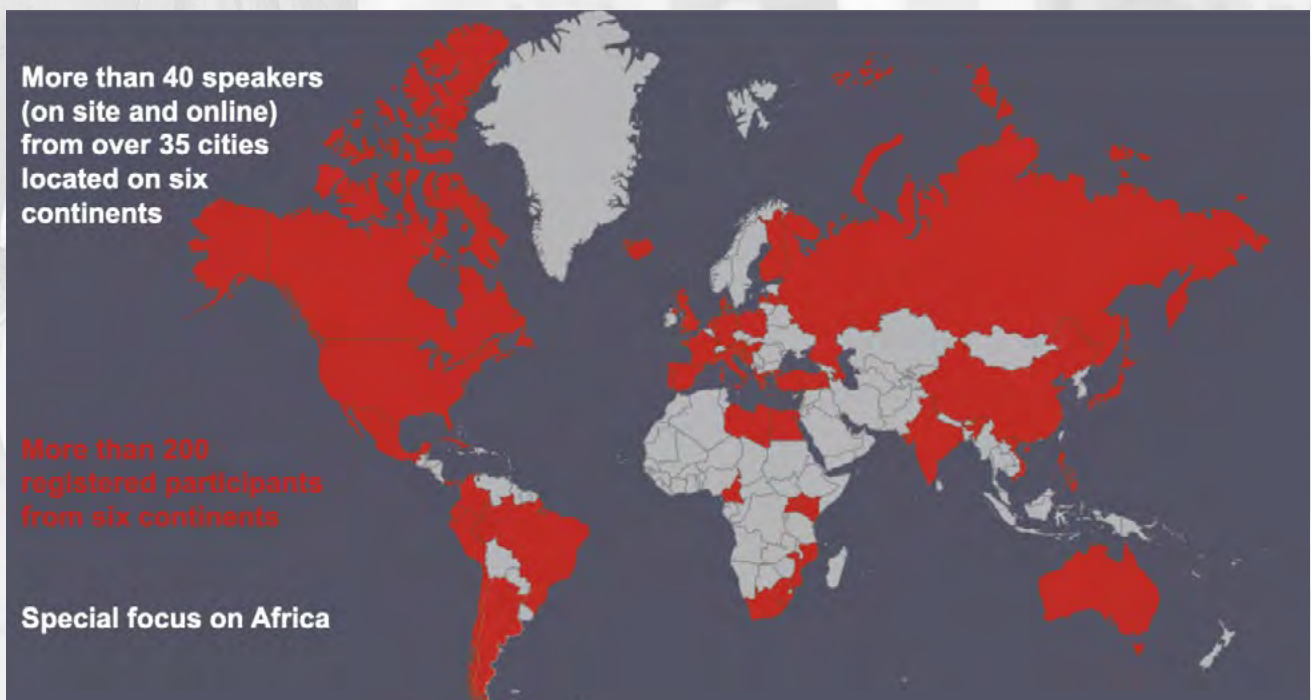 More than 40 speakers
(on site and online)
from over 35 cities
located on six
continents
More than 200
registered participants
from six continents
Special focus on Africa